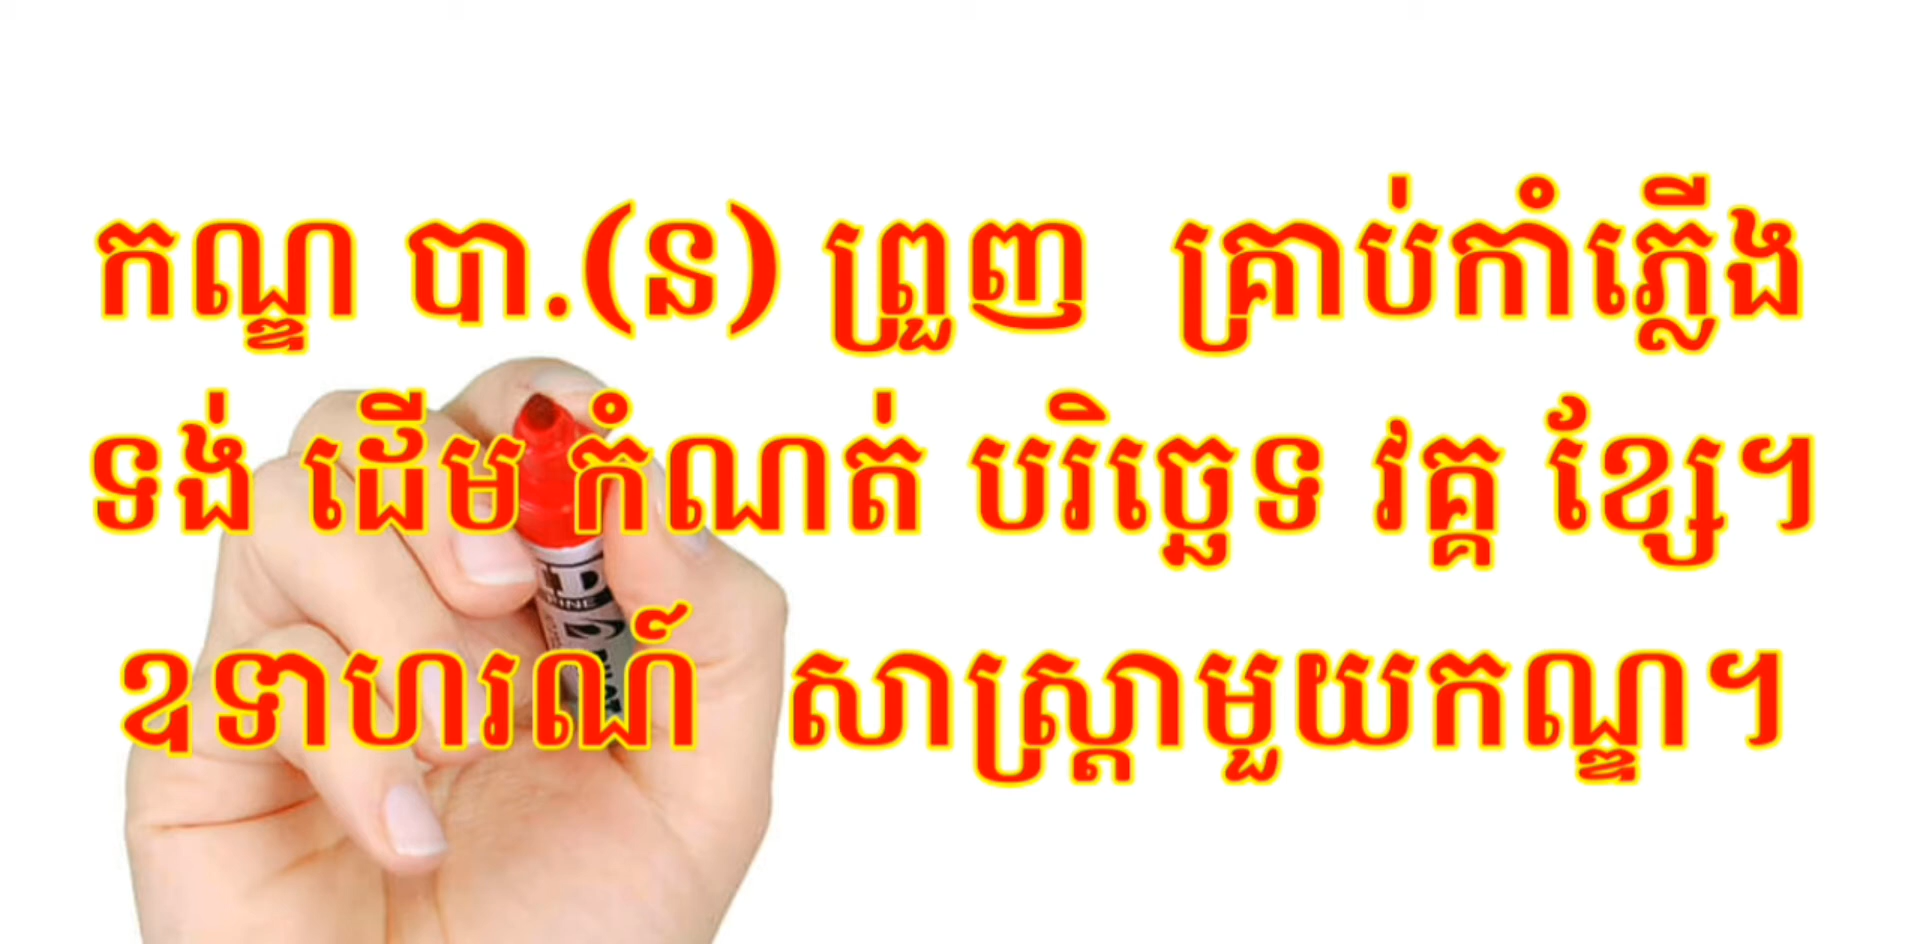 កណ្ឌ បា.(ន) ព្រួញ គ្រាប់កាំភ្លើង
ទង់ ដើម កំណត់ បរិច្ឆេទ វគ្គ ខ្សែ។
ឧទាហរណ៍ សាស្ត្រាមួយកណ្ឌ។